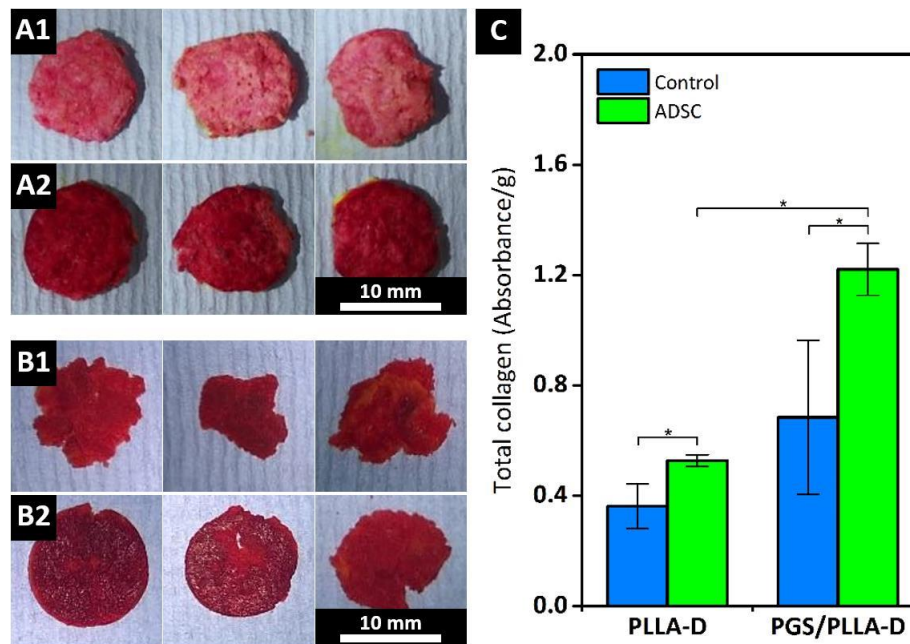 A1
A2
10 mm
B1
B2
10 mm
C
Total collagen (Absorbance/g)
2.0
1.6
1.2
0.8
0.4
0.0
Control
ADSC
*
*
*
PLLA-D
PGS/PLLA-D